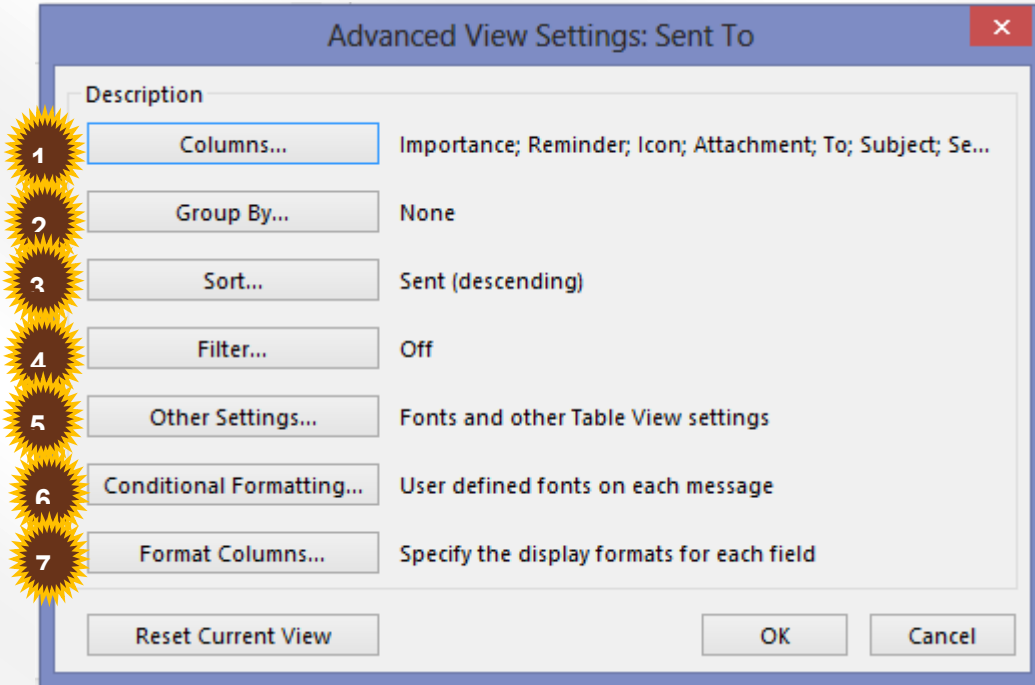 Advanced View Settings: Sent To
Description
1 Columns... Importance; Reminder; Icon; Attachment; To; Subject; Se...
2 Group By... None
3 Sort... Sent (descending)
4 Filter... Off
5 Other Settings... Fonts and other Table View settings
6 Conditional Formatting... User defined fonts on each message
7 Format Columns... Specify the display formats for each field
Reset Current View OK Cancel